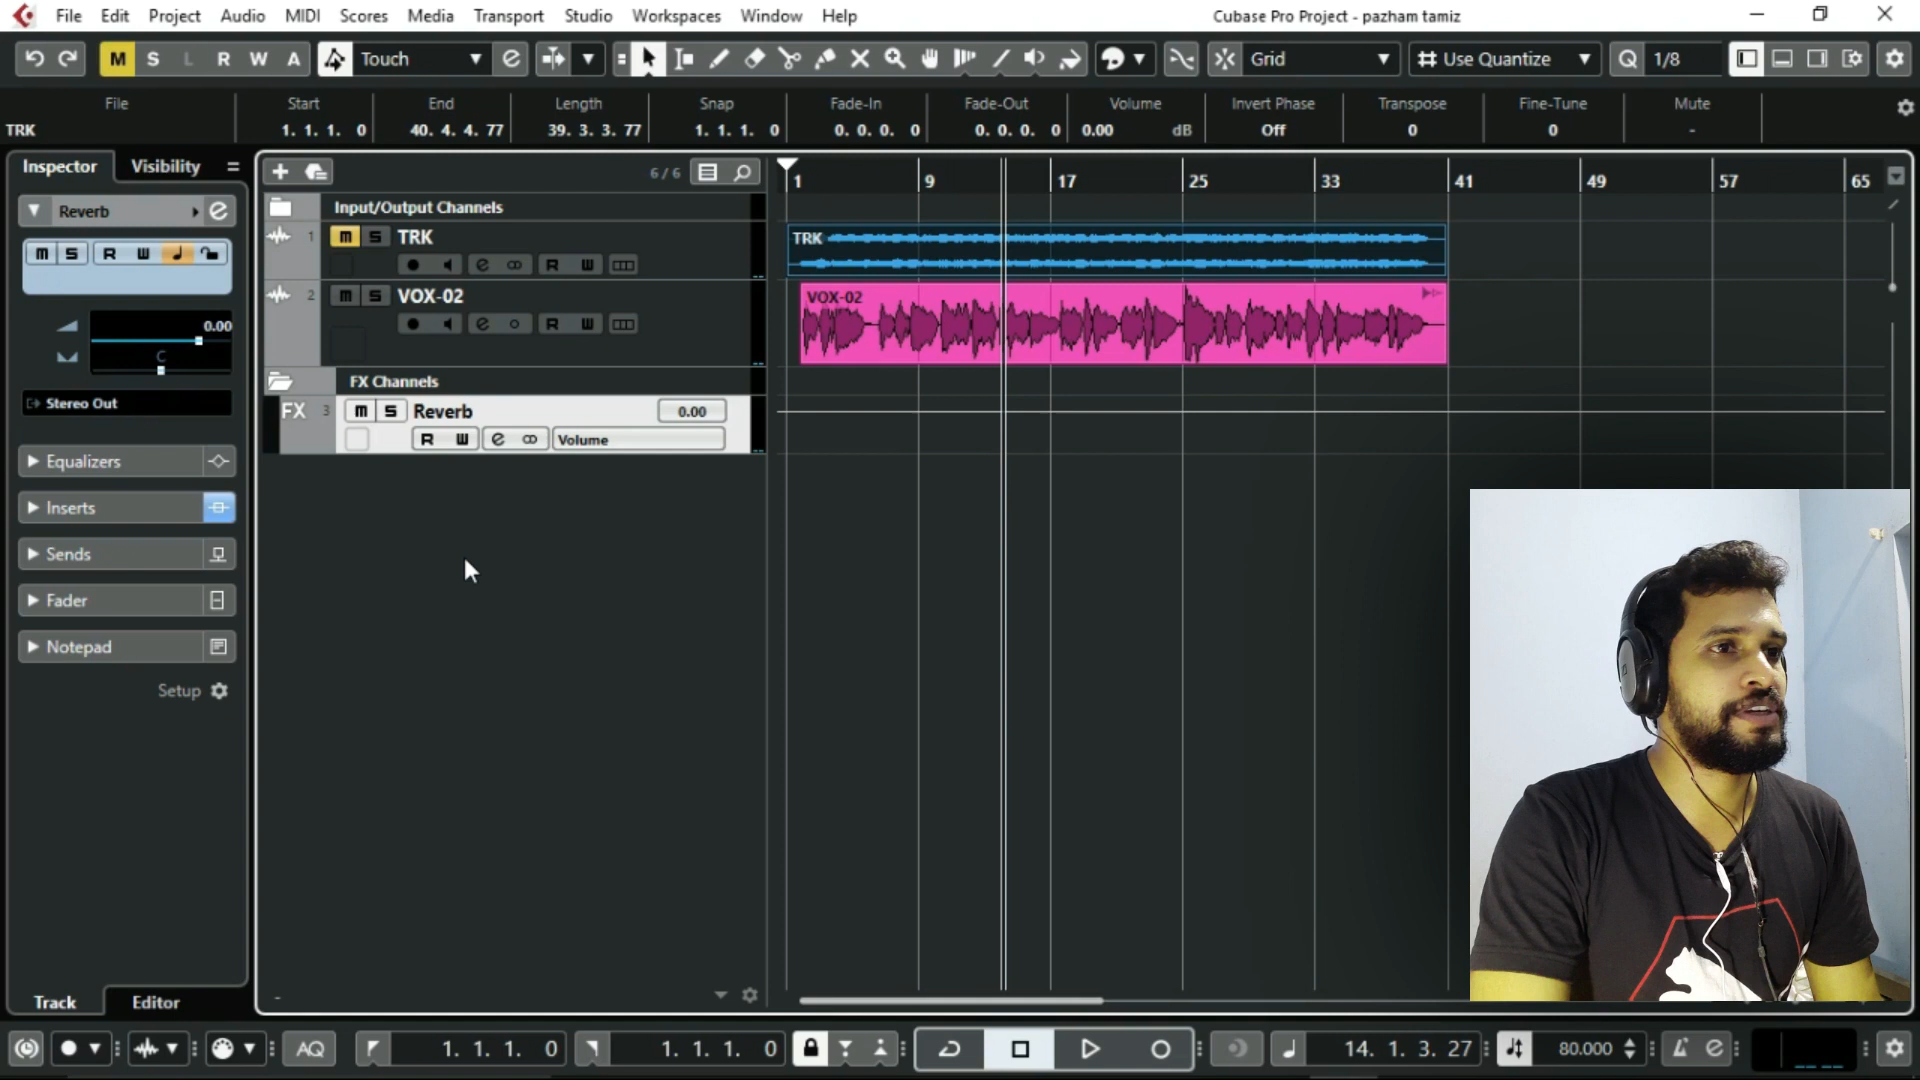 File Edit Project Audio MIDI Scores Media Transport Studio Workspaces Window Help
Cubase Pro Project - pazham tamiz
M S L R W A Touch
Grid Use Quantize 1/8
File Start End Length Snap Fade-In Fade-Out Volume Invert Phase Transpose Fine-Tune Mute
TRK 1. 1. 1. 0 40. 4. 4. 77 39. 3. 3. 77 1. 1. 1. 0 0. 0. 0. 0 0. 0. 0. 0 0.00 dB Off 0 0 -
Inspector Visibility
6 / 6
1 9 17 25 33 41 49 57 65
Reverb
M S R W
0.00
C
Stereo Out
Equalizers
Inserts
Sends
Fader
Notepad
Setup
Input/Output Channels
1 M S TRK
R W
2 M S VOX-02
R W
FX Channels
FX 3 M S Reverb 0.00
R W Volume
TRK
VOX-02
Track Editor
AQ 1. 1. 1. 0 1. 1. 1. 0 14. 1. 3. 27 80.000